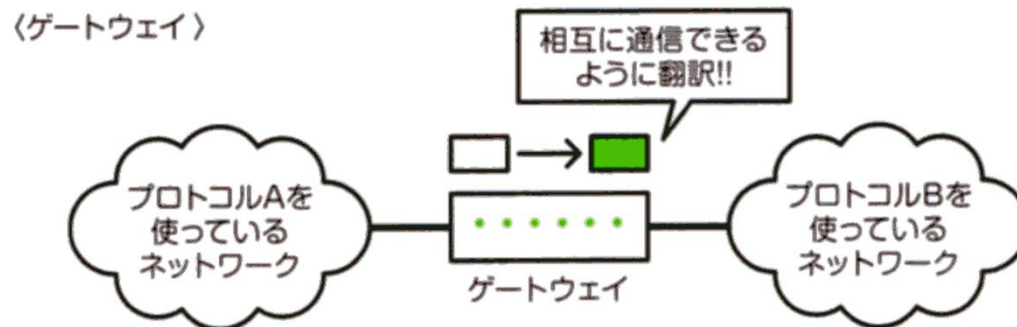 〈ゲートウェイ〉
相互に通信できる
ように翻訳!!
プロトコルAを
使っている
ネットワーク
ゲートウェイ
プロトコルBを
使っている
ネットワーク